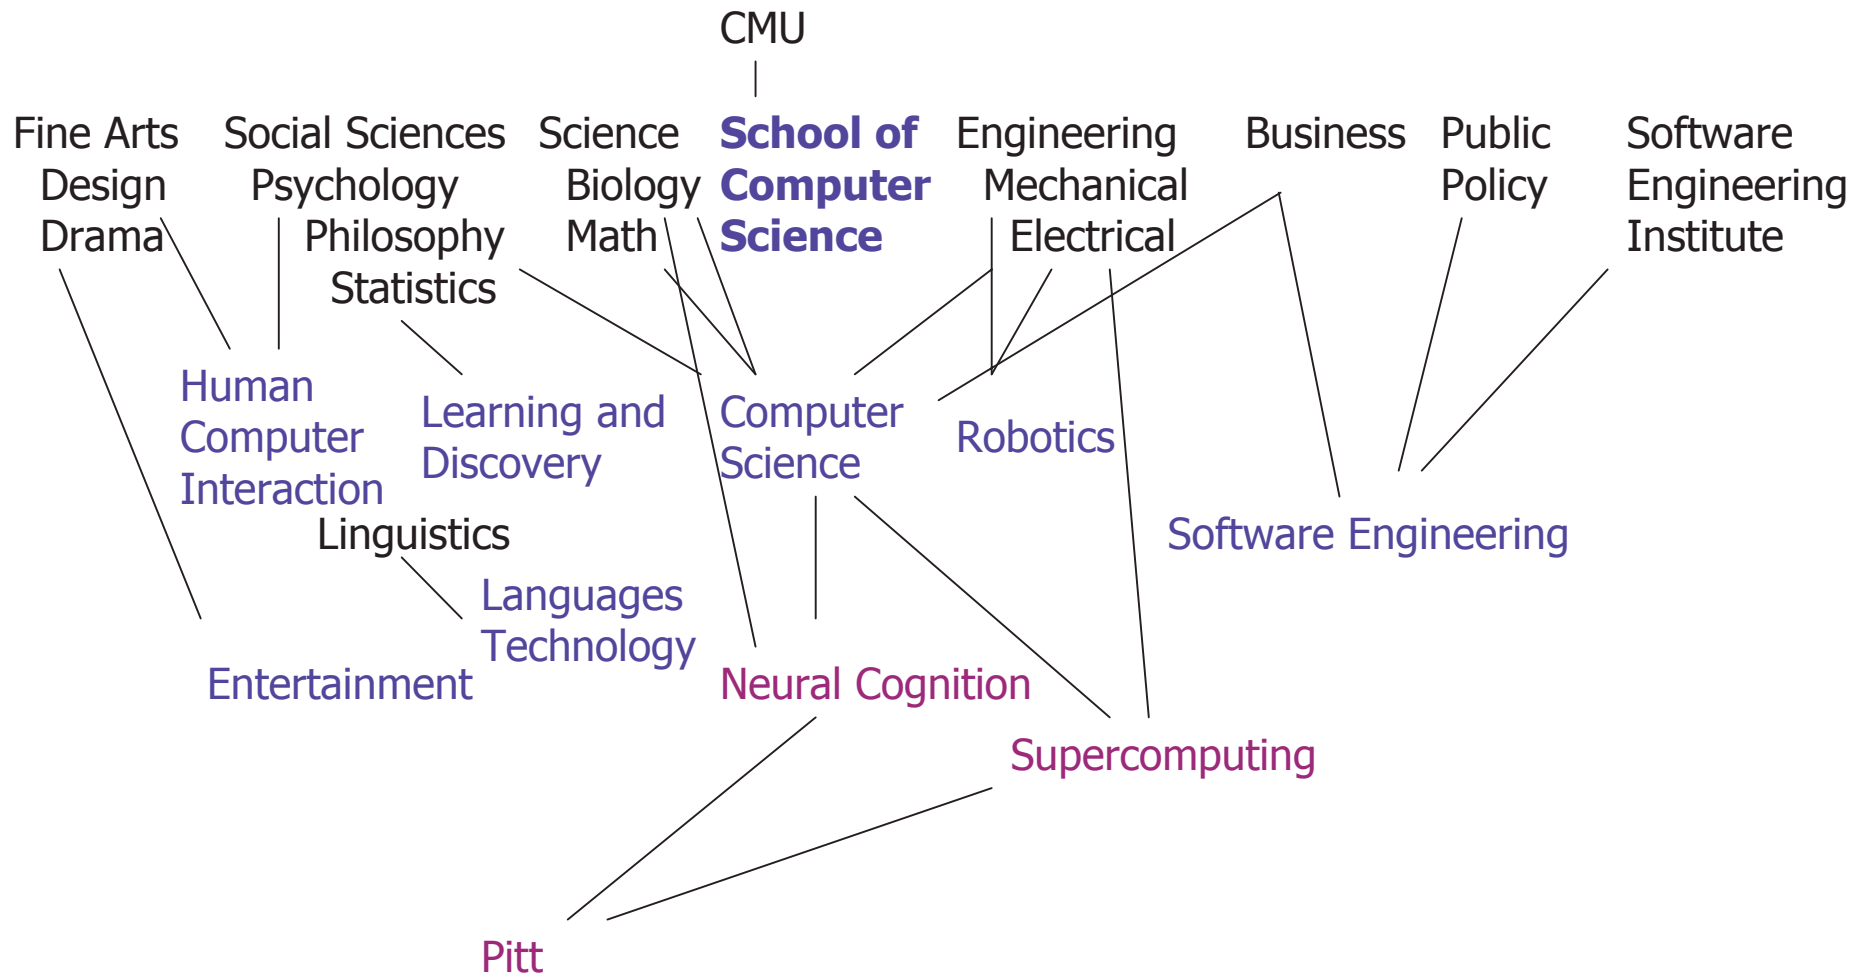 CMU
Fine Arts
Design
Drama
Social Sciences
Psychology
Philosophy
Statistics
Science
Biology
Math
School of
Computer
Science
Engineering
Mechanical
Electrical
Business
Public
Policy
Software
Engineering
Institute
Human
Computer
Interaction
Learning and
Discovery
Computer
Science
Robotics
Linguistics
Software Engineering
Languages
Technology
Entertainment
Neural Cognition
Supercomputing
Pitt